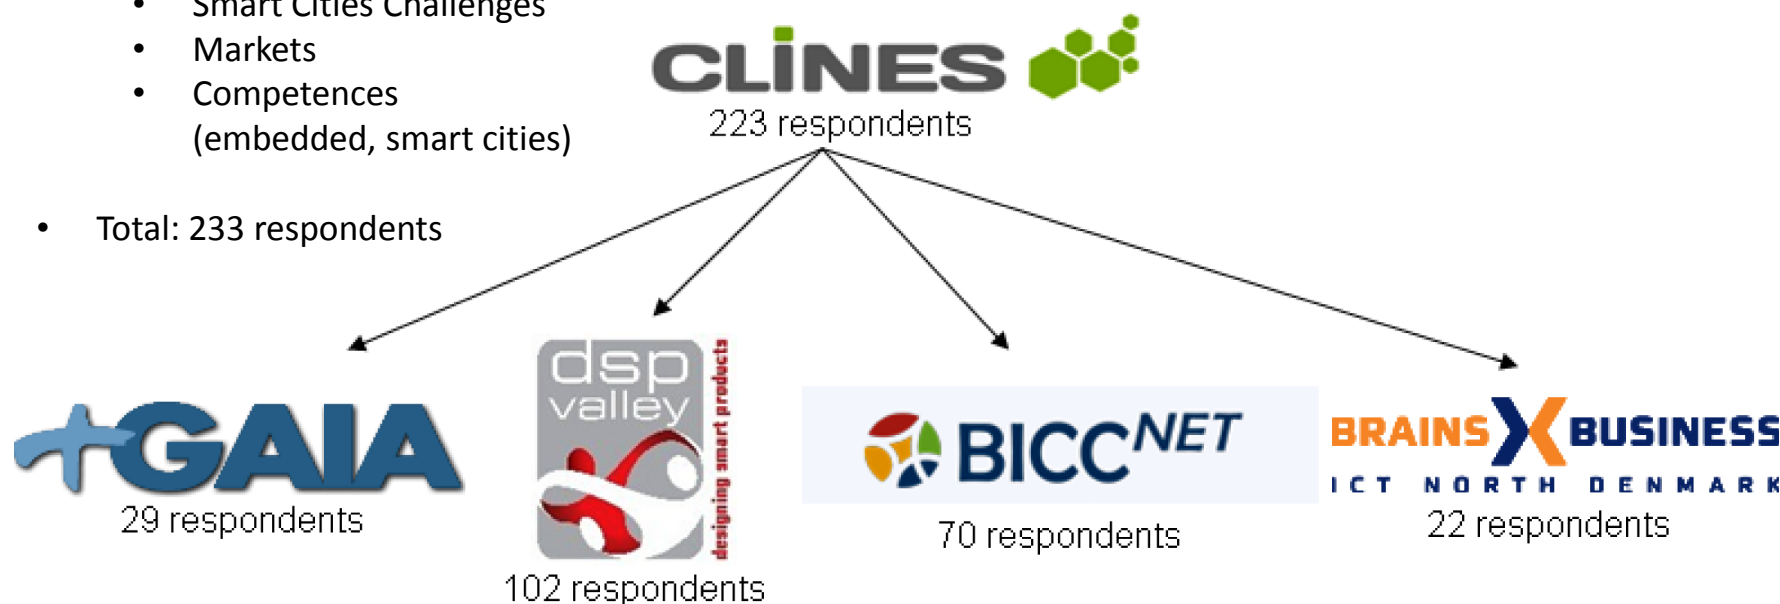 • Smart Cities Challenges
• Markets
• Competences
(embedded, smart cities)
• Total: 233 respondents
CLiNES
223 respondents
+GAIA
29 respondents
dsp
valley
designing smart products
102 respondents
BICCNET
70 respondents
BRAINS X BUSINESS
ICT NORTH DENMARK
22 respondents